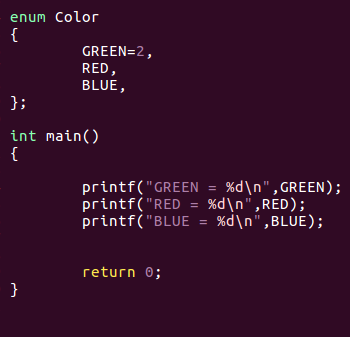 enum Color
{
        GREEN=2,
        RED,
        BLUE,
};

int main()
{

        printf("GREEN = %d\n",GREEN);
        printf("RED = %d\n",RED);
        printf("BLUE = %d\n",BLUE);


        return 0;
}